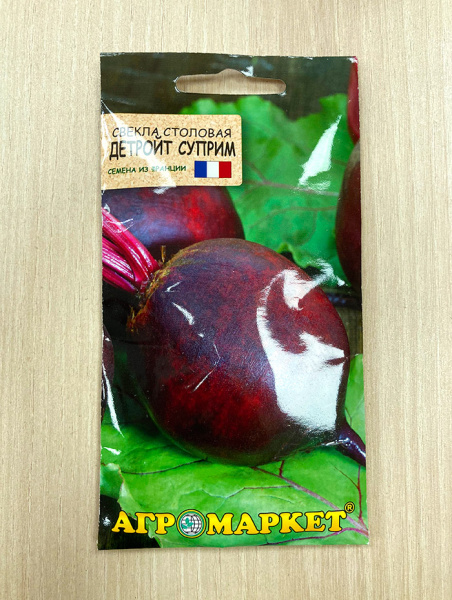 СВЕКЛА СТОЛОВАЯ
ДЕТРОЙТ СУПРИМ
СЕМЕНА ИЗ ФРАНЦИИ
АГРОМАРКЕТ®